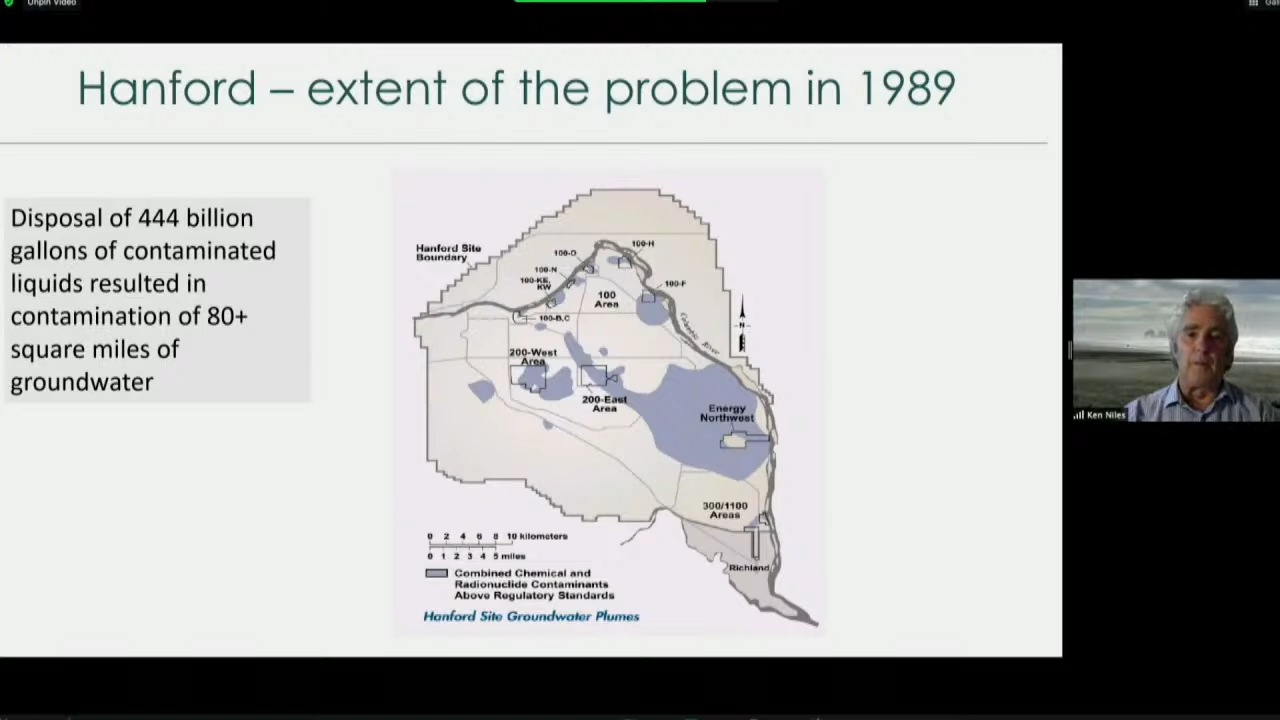 Unpin Video
Hanford – extent of the problem in 1989
Disposal of 444 billion
gallons of contaminated
liquids resulted in
contamination of 80+
square miles of
groundwater
Hanford Site
Boundary
100-H
100-D
100-N
100-KE,
KW
100-F
100
Area
100-B,C
Columbia River
N
200-West
Area
200-East
Area
Energy
Northwest
300/1100
Areas
Richland
0 2 4 6 8 10 kilometers
0 1 2 3 4 5 miles
Combined Chemical and
Radionuclide Contaminants
Above Regulatory Standards
Hanford Site Groundwater Plumes
Ken Niles